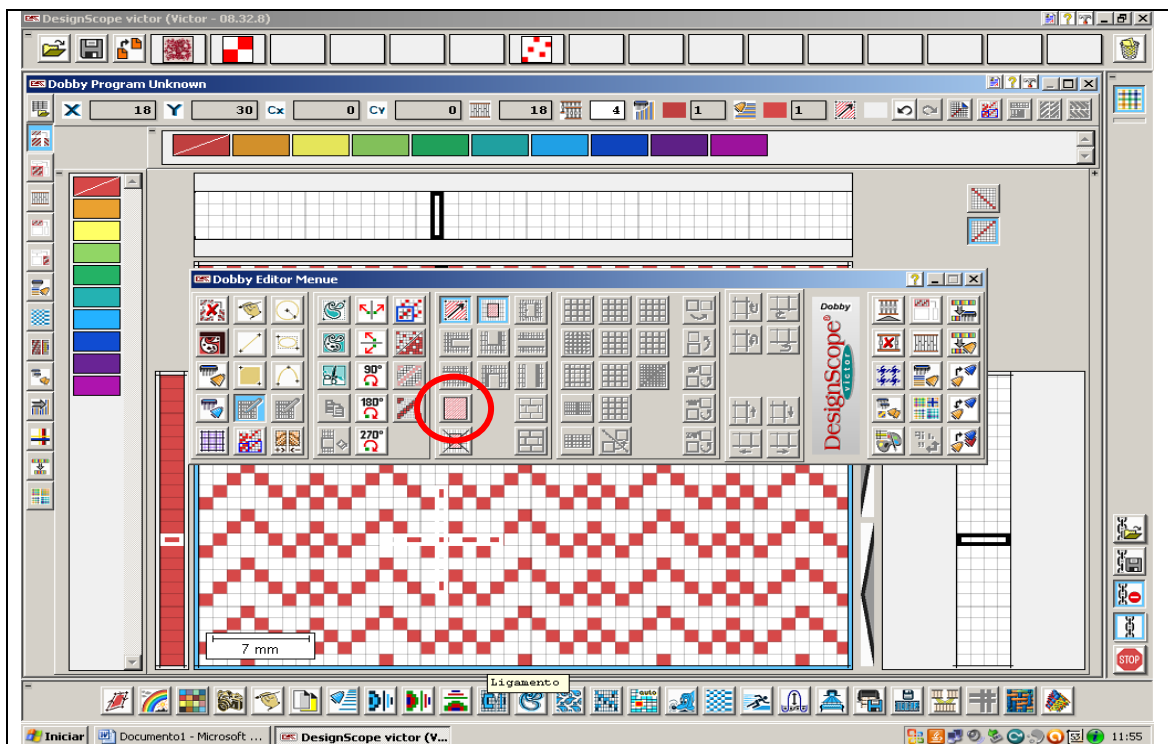 DesignScope victor (Victor - 08.32.8)
Dobby Program Unknown
X 18 Y 30 Cx 0 Cy 0 18 4 1 1
Dobby Editor Menue
90°
180°
270°
Dobby
DesignScope®
victor
7 mm
STOP
Ligamento
auto
Iniciar Documento1 - Microsoft ... DesignScope victor (V... 11:55